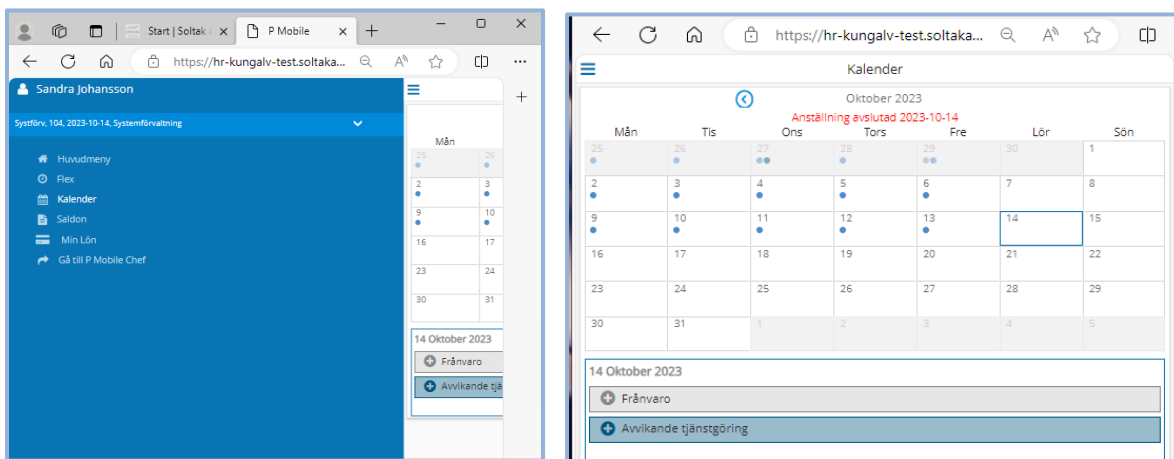 Start | Soltak A
P Mobile
https://hr-kungalv-test.soltaka...
Sandra Johansson
Systförv, 104, 2023-10-14, Systemförvaltning
Huvudmeny
Flex
Kalender
Saldon
Min Lön
Gå till P Mobile Chef
Mån
25 26
2 3
9 10
16 17
23 24
30 31
14 Oktober 2023
Frånvaro
Avvikande tjä
https://hr-kungalv-test.soltaka...
Kalender
Oktober 2023
Anställning avslutad 2023-10-14
Mån Tis Ons Tors Fre Lör Sön
25 26 27 28 29 30 1
2 3 4 5 6 7 8
9 10 11 12 13 14 15
16 17 18 19 20 21 22
23 24 25 26 27 28 29
30 31 1 2 3 4 5
14 Oktober 2023
Frånvaro
Avvikande tjänstgöring